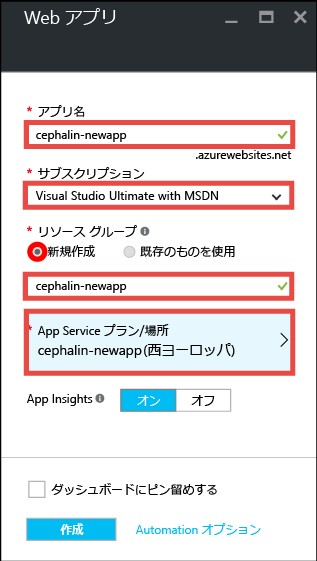 Web アプリ
* アプリ名
cephalin-newapp
.azurewebsites.net
* サブスクリプション
Visual Studio Ultimate with MSDN
* リソース グループ
新規作成 既存のものを使用
cephalin-newapp
* App Service プラン/場所
cephalin-newapp(西ヨーロッパ)
App Insights オン オフ
ダッシュボードにピン留めする
作成 Automation オプション